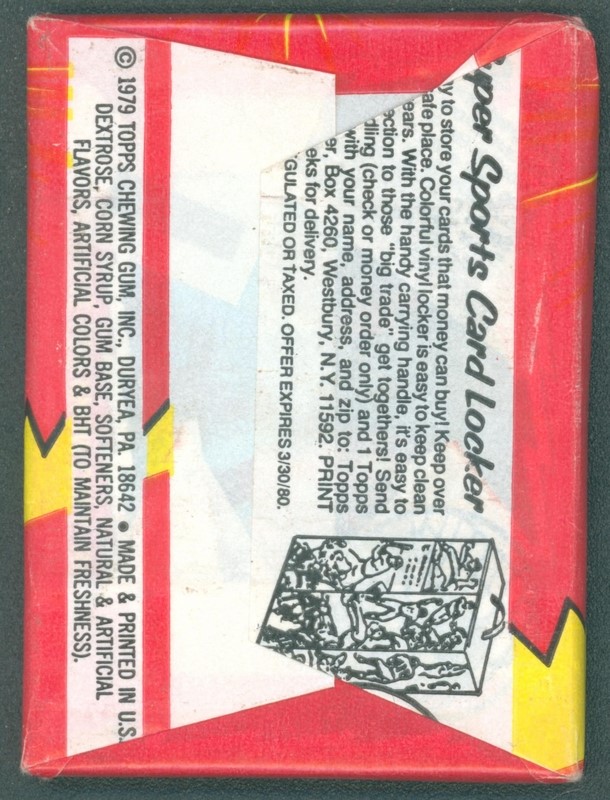 uper Sports Card Locker
y to store your cards that money can buy! Keep over
afe place. Colorful vinyl locker is easy to keep clean
ears. With the handy carrying handle, it's easy to
ection to those "big trade" get togethers! Send
dling (check or money order only) and 1 Topps
with your name, address, and zip to: Topps
er, Box 4260, Westbury, N.Y. 11592. PRINT
eks for delivery.
GULATED OR TAXED. OFFER EXPIRES 3/30/80.
© 1979 TOPPS CHEWING GUM, INC., DURYEA, PA. 18642 • MADE & PRINTED IN U.S.
DEXTROSE, CORN SYRUP, GUM BASE, SOFTENERS, NATURAL & ARTIFICIAL
FLAVORS, ARTIFICIAL COLORS & BHT (TO MAINTAIN FRESHNESS).